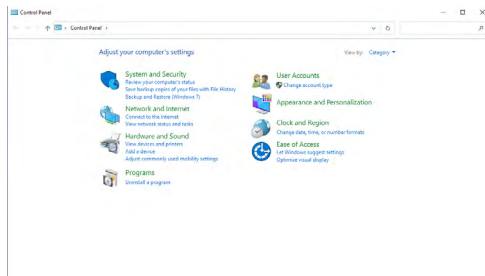 Control Panel
Control Panel
Adjust your computer's settings
View by: Category
System and Security
Review your computer's status
Save backup copies of your files with File History
Backup and Restore (Windows 7)
Network and Internet
Connect to the Internet
View network status and tasks
Hardware and Sound
View devices and printers
Add a device
Adjust commonly used mobility settings
Programs
Uninstall a program
User Accounts
Change account type
Appearance and Personalization
Clock and Region
Change date, time, or number formats
Ease of Access
Let Windows suggest settings
Optimize visual display